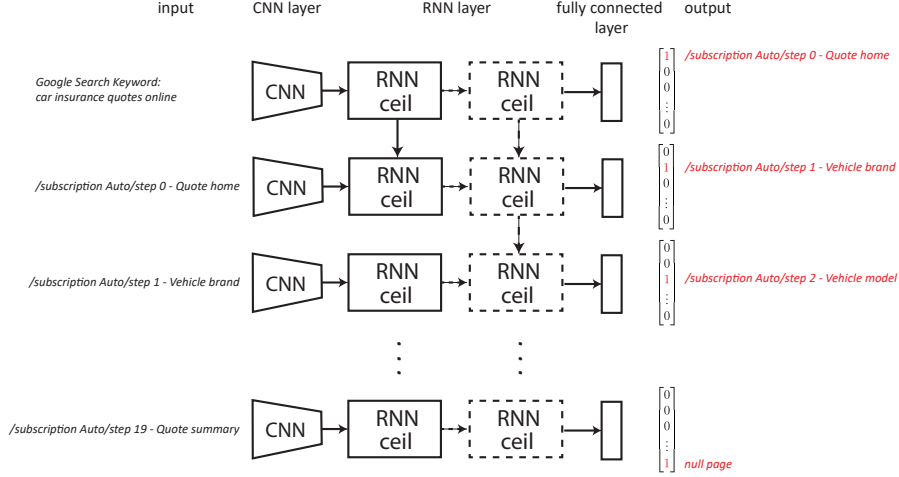 input CNN layer RNN layer fully connected output
layer
Google Search Keyword:
car insurance quotes online
CNN
RNN
ceil
RNN
ceil
1
0
0
⋮
0
/subscription Auto/step 0 - Quote home
/subscription Auto/step 0 - Quote home
CNN
RNN
ceil
RNN
ceil
0
1
0
⋮
0
/subscription Auto/step 1 - Vehicle brand
/subscription Auto/step 1 - Vehicle brand
CNN
RNN
ceil
RNN
ceil
0
0
1
⋮
0
/subscription Auto/step 2 - Vehicle model
/subscription Auto/step 19 - Quote summary
CNN
RNN
ceil
RNN
ceil
0
0
0
⋮
1
null page